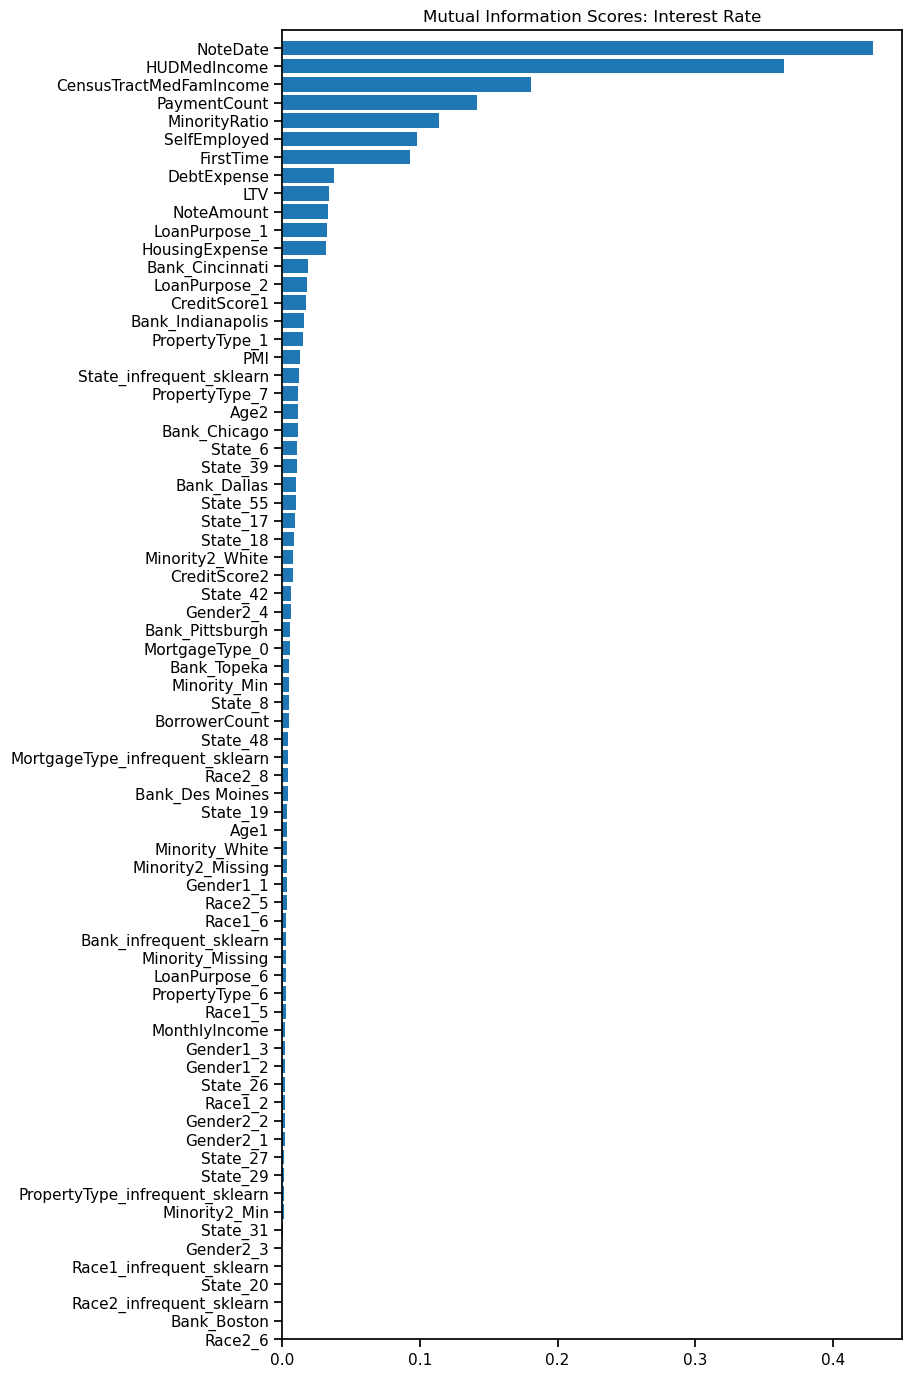 Mutual Information Scores: Interest Rate
NoteDate
HUDMedIncome
CensusTractMedFamIncome
PaymentCount
MinorityRatio
SelfEmployed
FirstTime
DebtExpense
LTV
NoteAmount
LoanPurpose_1
HousingExpense
Bank_Cincinnati
LoanPurpose_2
CreditScore1
Bank_Indianapolis
PropertyType_1
PMI
State_infrequent_sklearn
PropertyType_7
Age2
Bank_Chicago
State_6
State_39
Bank_Dallas
State_55
State_17
State_18
Minority2_White
CreditScore2
State_42
Gender2_4
Bank_Pittsburgh
MortgageType_0
Bank_Topeka
Minority_Min
State_8
BorrowerCount
State_48
MortgageType_infrequent_sklearn
Race2_8
Bank_Des Moines
State_19
Age1
Minority_White
Minority2_Missing
Gender1_1
Race2_5
Race1_6
Bank_infrequent_sklearn
Minority_Missing
LoanPurpose_6
PropertyType_6
Race1_5
MonthlyIncome
Gender1_3
Gender1_2
State_26
Race1_2
Gender2_2
Gender2_1
State_27
State_29
PropertyType_infrequent_sklearn
Minority2_Min
State_31
Gender2_3
Race1_infrequent_sklearn
State_20
Race2_infrequent_sklearn
Bank_Boston
Race2_6
0.0 0.1 0.2 0.3 0.4